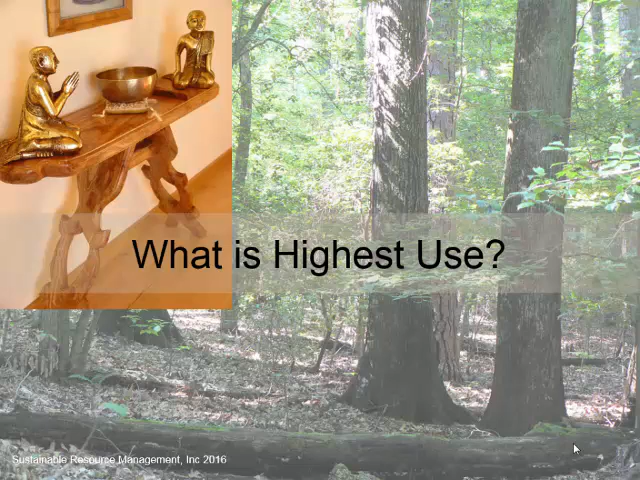 What is Highest Use?
Sustainable Resource Management, Inc 2016